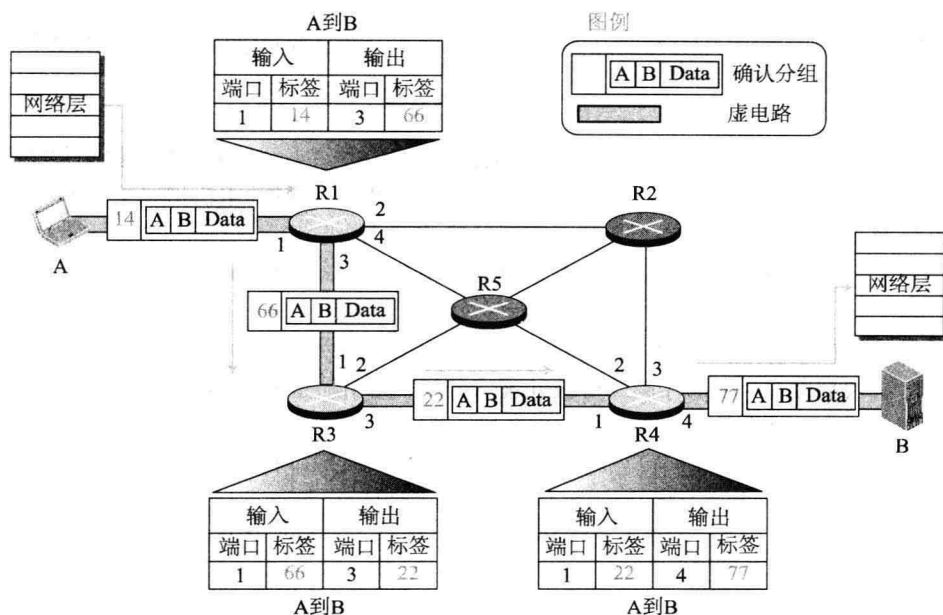 A到B
输入 输出
端口 标签 端口 标签
1 14 3 66
图例
A B Data 确认分组
虚电路
网络层
A
14 A B Data
1
R1
2
4
3
R2
66 A B Data
R5
网络层
1
2
R3
3
22 A B Data
1
2
3
R4
4
77 A B Data
B
输入 输出
端口 标签 端口 标签
1 66 3 22
A到B
输入 输出
端口 标签 端口 标签
1 22 4 77
A到B